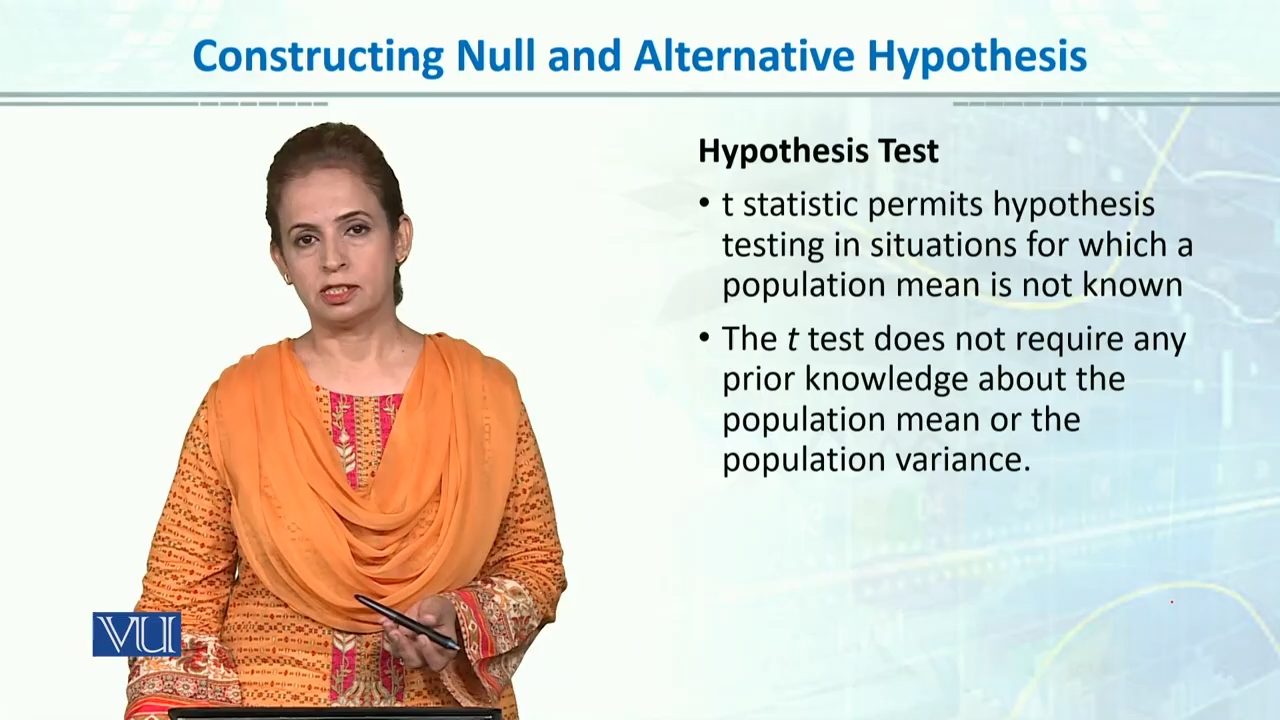 Constructing Null and Alternative Hypothesis
Hypothesis Test
• t statistic permits hypothesis
testing in situations for which a
population mean is not known
• The t test does not require any
prior knowledge about the
population mean or the
population variance.
VU